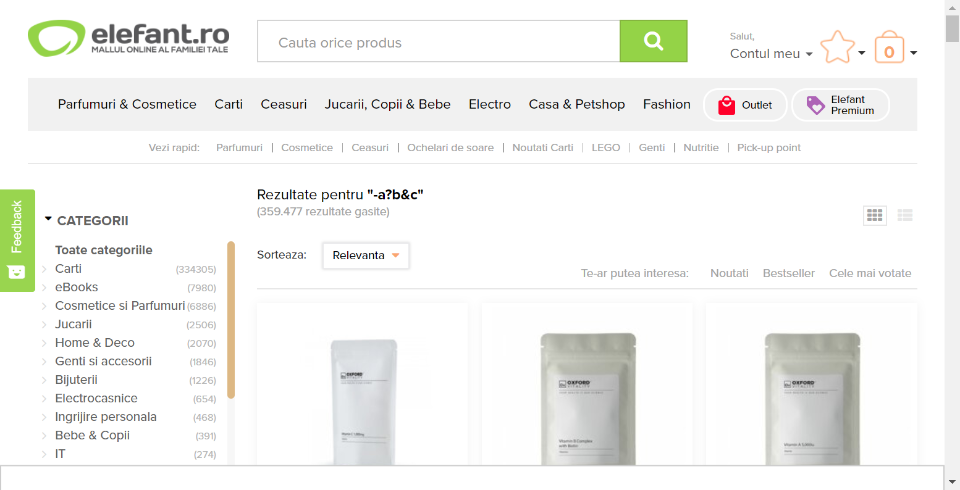 elefant.ro
MALLUL ONLINE AL FAMILIEI TALE
Cauta orice produs
Salut,
Contul meu
0
Parfumuri & Cosmetice Carti Ceasuri Jucarii, Copii & Bebe Electro Casa & Petshop Fashion Outlet Elefant Premium
Vezi rapid: Parfumuri | Cosmetice | Ceasuri | Ochelari de soare | Noutati Carti | LEGO | Genti | Nutritie | Pick-up point
Feedback
CATEGORII
Toate categoriile
Carti (334305)
eBooks (7980)
Cosmetice si Parfumuri (6886)
Jucarii (2506)
Home & Deco (2070)
Genti si accesorii (1846)
Bijuterii (1226)
Electrocasnice (654)
Ingrijire personala (468)
Bebe & Copii (391)
IT (274)
Rezultate pentru "-a?b&c"
(359.477 rezultate gasite)
Sorteaza: Relevanta
Te-ar putea interesa: Noutati Bestseller Cele mai votate
OXFORD
OXFORD
Vitamin B Complex
with Biotin
OXFORD